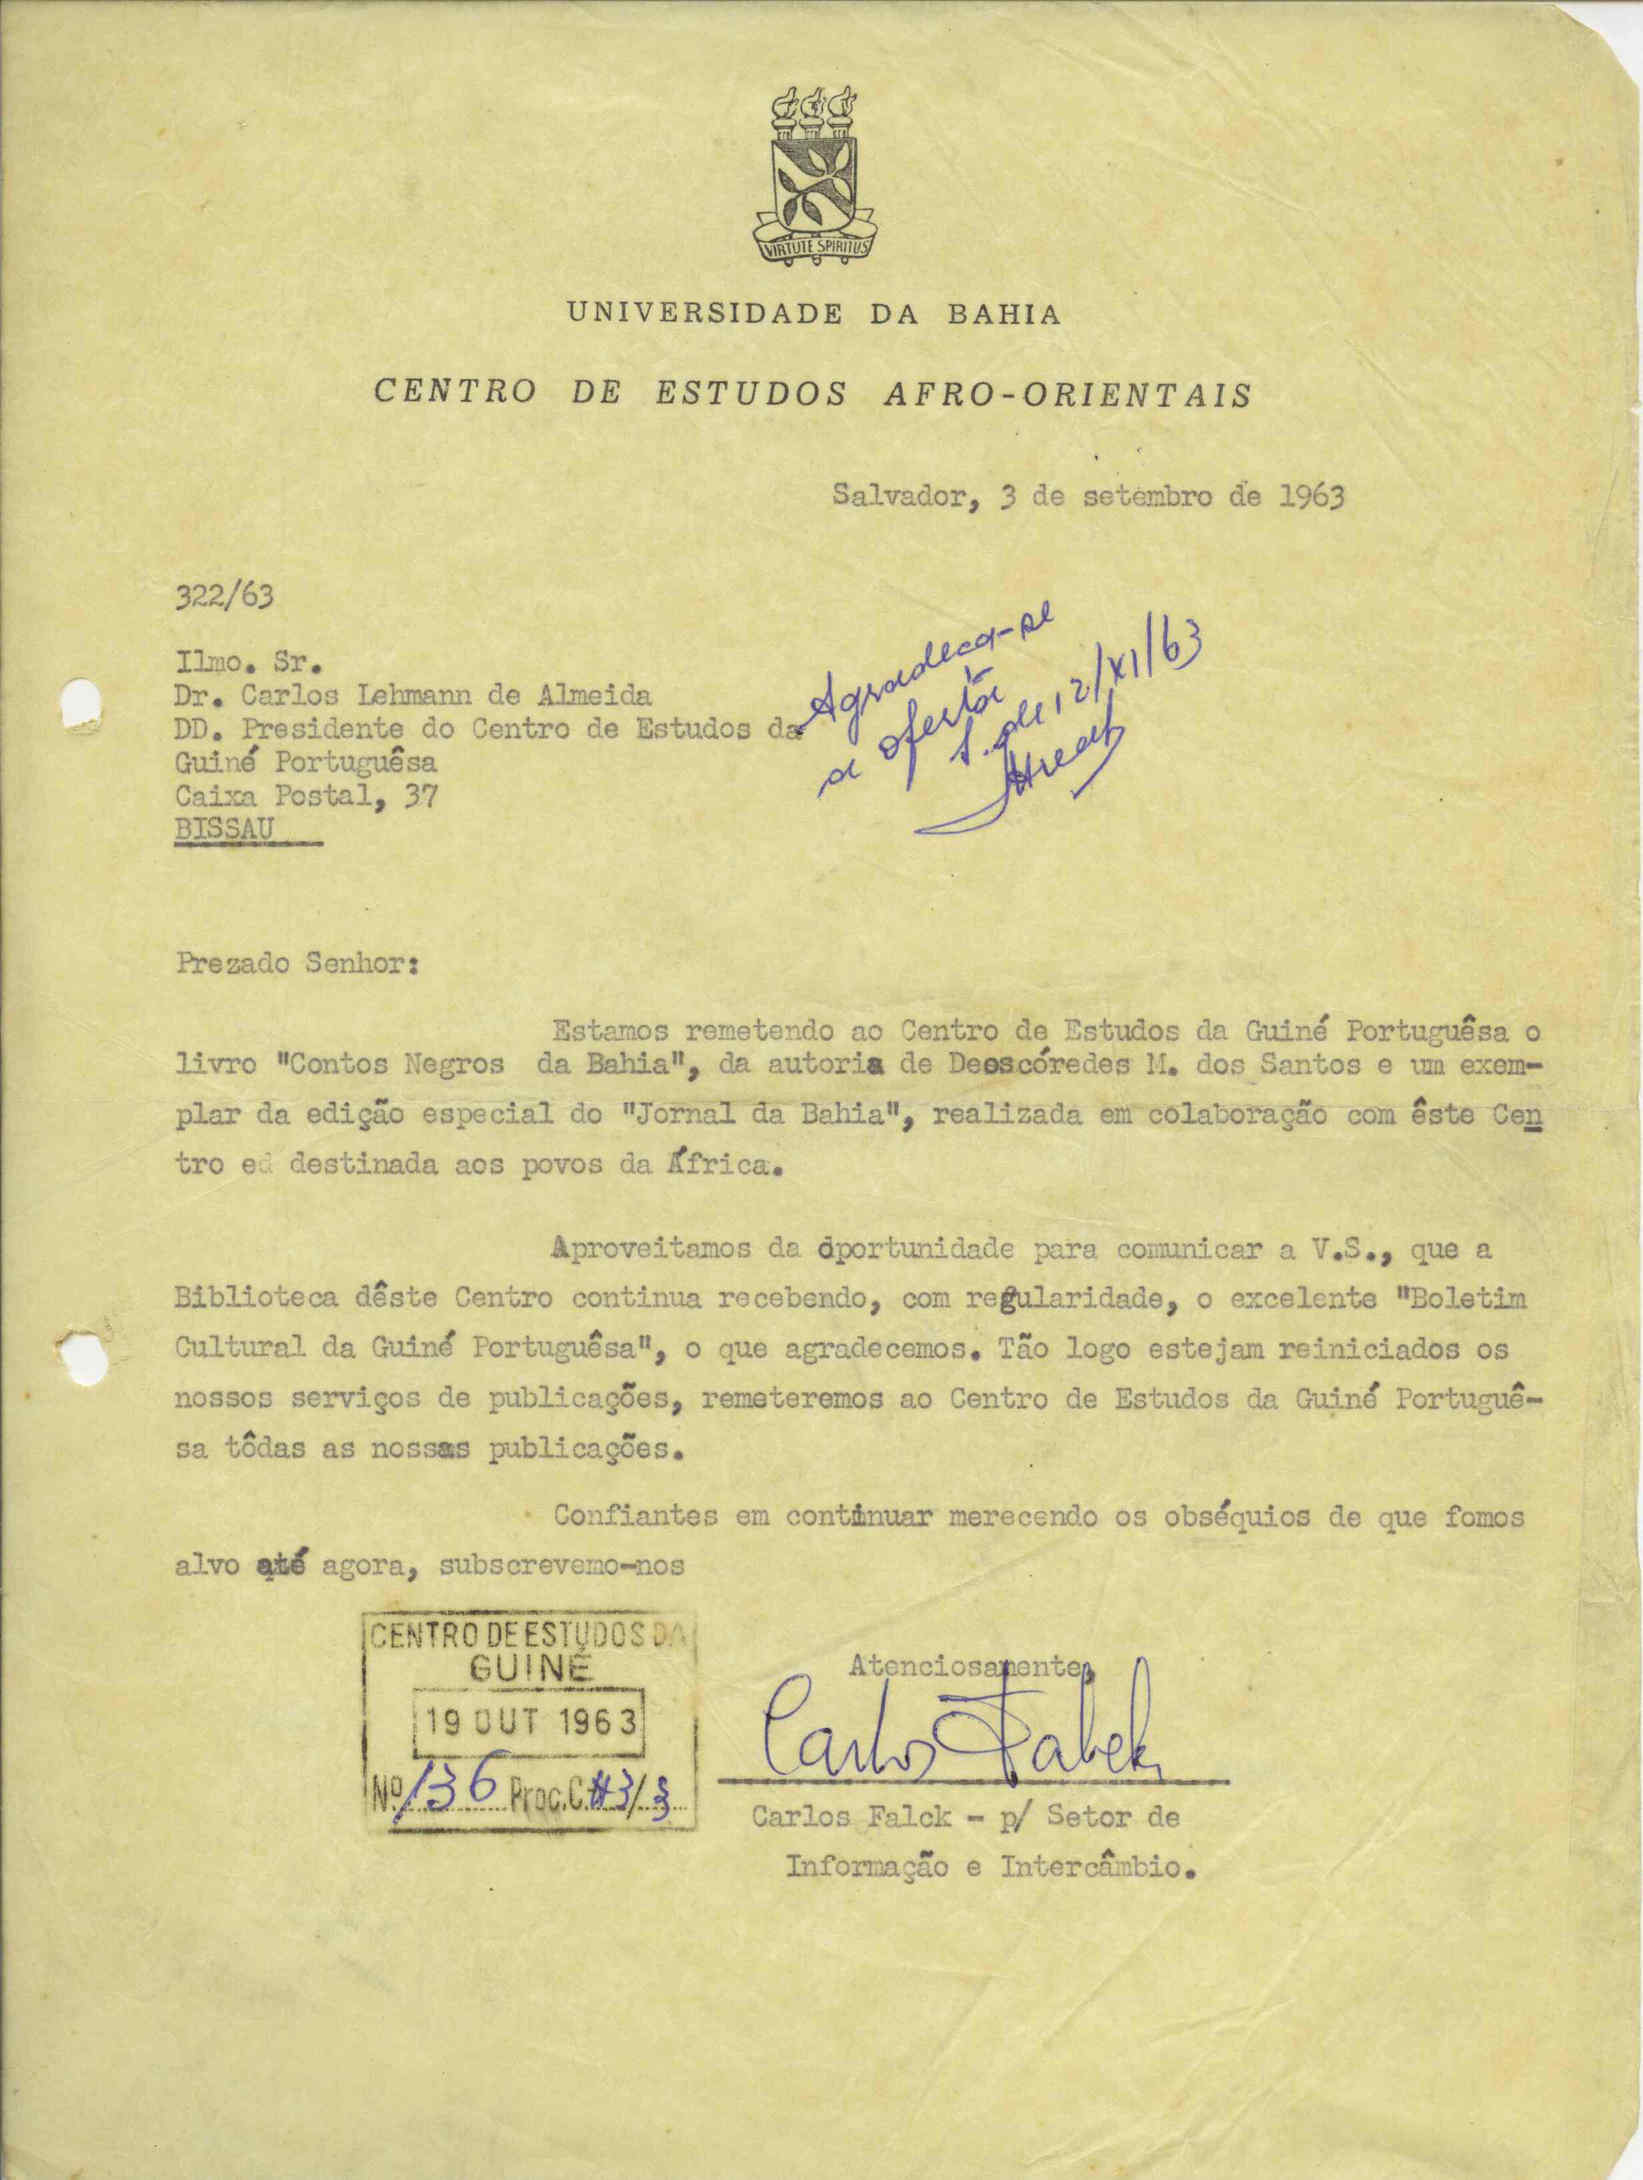 VIRTUTE SPIRITUS
UNIVERSIDADE DA BAHIA
CENTRO DE ESTUDOS AFRO-ORIENTAIS
Salvador, 3 de setembro de 1963
322/63
Ilmo. Sr.
Dr. Carlos Lehmann de Almeida
DD. Presidente do Centro de Estudos da
Guiné Portuguêsa
Caixa Postal, 37
BISSAU
Agradeça-se
a oferta
12/XI/63
Prezado Senhor:
Estamos remetendo ao Centro de Estudos da Guiné Portuguêsa o
livro "Contos Negros da Bahia", da autoria de Deoscóredes M. dos Santos e um exem-
plar da edição especial do "Jornal da Bahia", realizada em colaboração com êste Cen
tro ed destinada aos povos da África.
Aproveitamos da oportunidade para comunicar a V.S., que a
Biblioteca dêste Centro continua recebendo, com regularidade, o excelente "Boletim
Cultural da Guiné Portuguêsa", o que agradecemos. Tão logo estejam reiniciados os
nossos serviços de publicações, remeteremos ao Centro de Estudos da Guiné Portuguê-
sa tôdas as nossas publicações.
Confiantes em continuar merecendo os obséquios de que fomos
alvo até agora, subscrevemo-nos
CENTRO DE ESTUDOS DA
GUINÉ
19 OUT 1963
Nº 136 Proc. C. #3/3
Atenciosamente,
Carlos Falck
Carlos Falck - p/ Setor de
Informação e Intercâmbio.